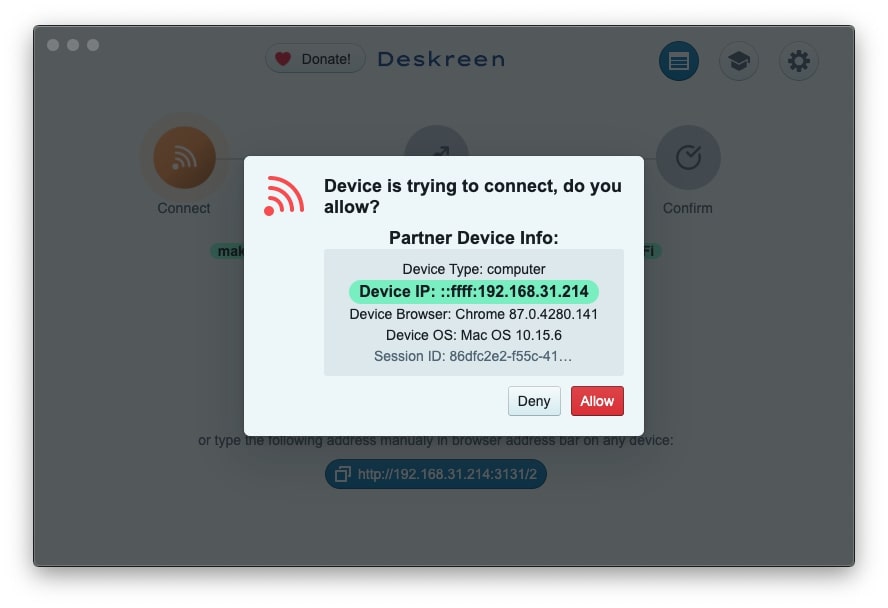 Donate!
Deskreen
Connect
Confirm
mak
Fi
Device is trying to connect, do you
allow?
Partner Device Info:
Device Type: computer
Device IP: ::ffff:192.168.31.214
Device Browser: Chrome 87.0.4280.141
Device OS: Mac OS 10.15.6
Session ID: 86dfc2e2-f55c-41…
Deny
Allow
or type the following address manualy in browser address bar on any device:
http://192.168.31.214:3131/2